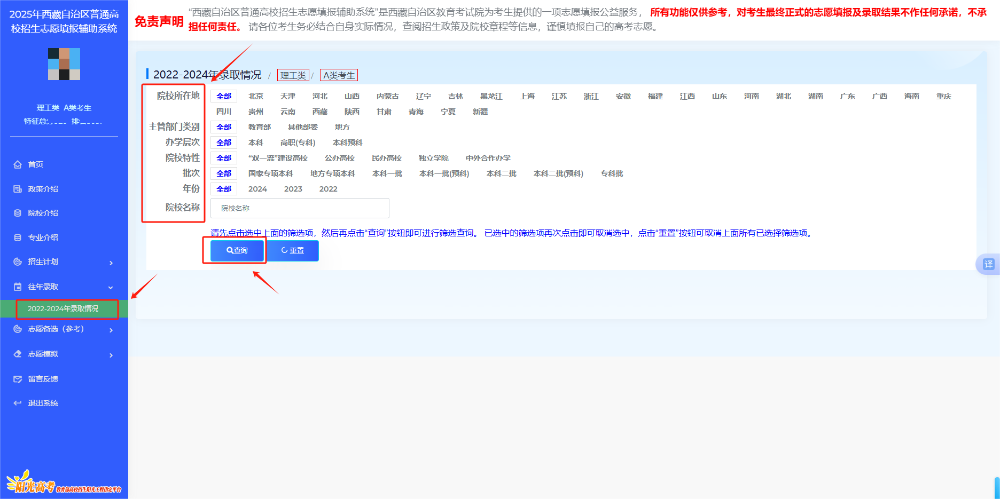 2025年西藏自治区普通高
校招生志愿填报辅助系统
理工类 A类考生
首页
政策介绍
院校介绍
专业介绍
招生计划
往年录取
2022-2024年录取情况
志愿备选（参考）
志愿模拟
留言反馈
退出系统
阳光高考 教育部高校招生阳光工程指定平台
免责声明
“西藏自治区普通高校招生志愿填报辅助系统”是西藏自治区教育考试院为考生提供的一项志愿填报公益服务， 所有功能仅供参考，对考生最终正式的志愿填报及录取结果不作任何承诺，不承
担任何责任。 请各位考生务必结合自身实际情况，查阅招生政策及院校章程等信息，谨慎填报自己的高考志愿。
2022-2024年录取情况 / 理工类 / A类考生
院校所在地 全部 北京 天津 河北 山西 内蒙古 辽宁 吉林 黑龙江 上海 江苏 浙江 安徽 福建 江西 山东 河南 湖北 湖南 广东 广西 海南 重庆
四川 贵州 云南 西藏 陕西 甘肃 青海 宁夏 新疆
主管部门类别 全部 教育部 其他部委 地方
办学层次 全部 本科 高职(专科) 本科预科
院校特性 全部 “双一流”建设高校 公办高校 民办高校 独立学院 中外合作办学
批次 全部 国家专项本科 地方专项本科 本科一批 本科一批(预科) 本科二批 本科二批(预科) 专科批
年份 全部 2024 2023 2022
院校名称 院校名称
请先点击选中上面的筛选项，然后再点击“查询”按钮即可进行筛选查询。 已选中的筛选项再次点击即可取消选中，点击“重置”按钮可取消上面所有已选择筛选项。
查询 重置
译